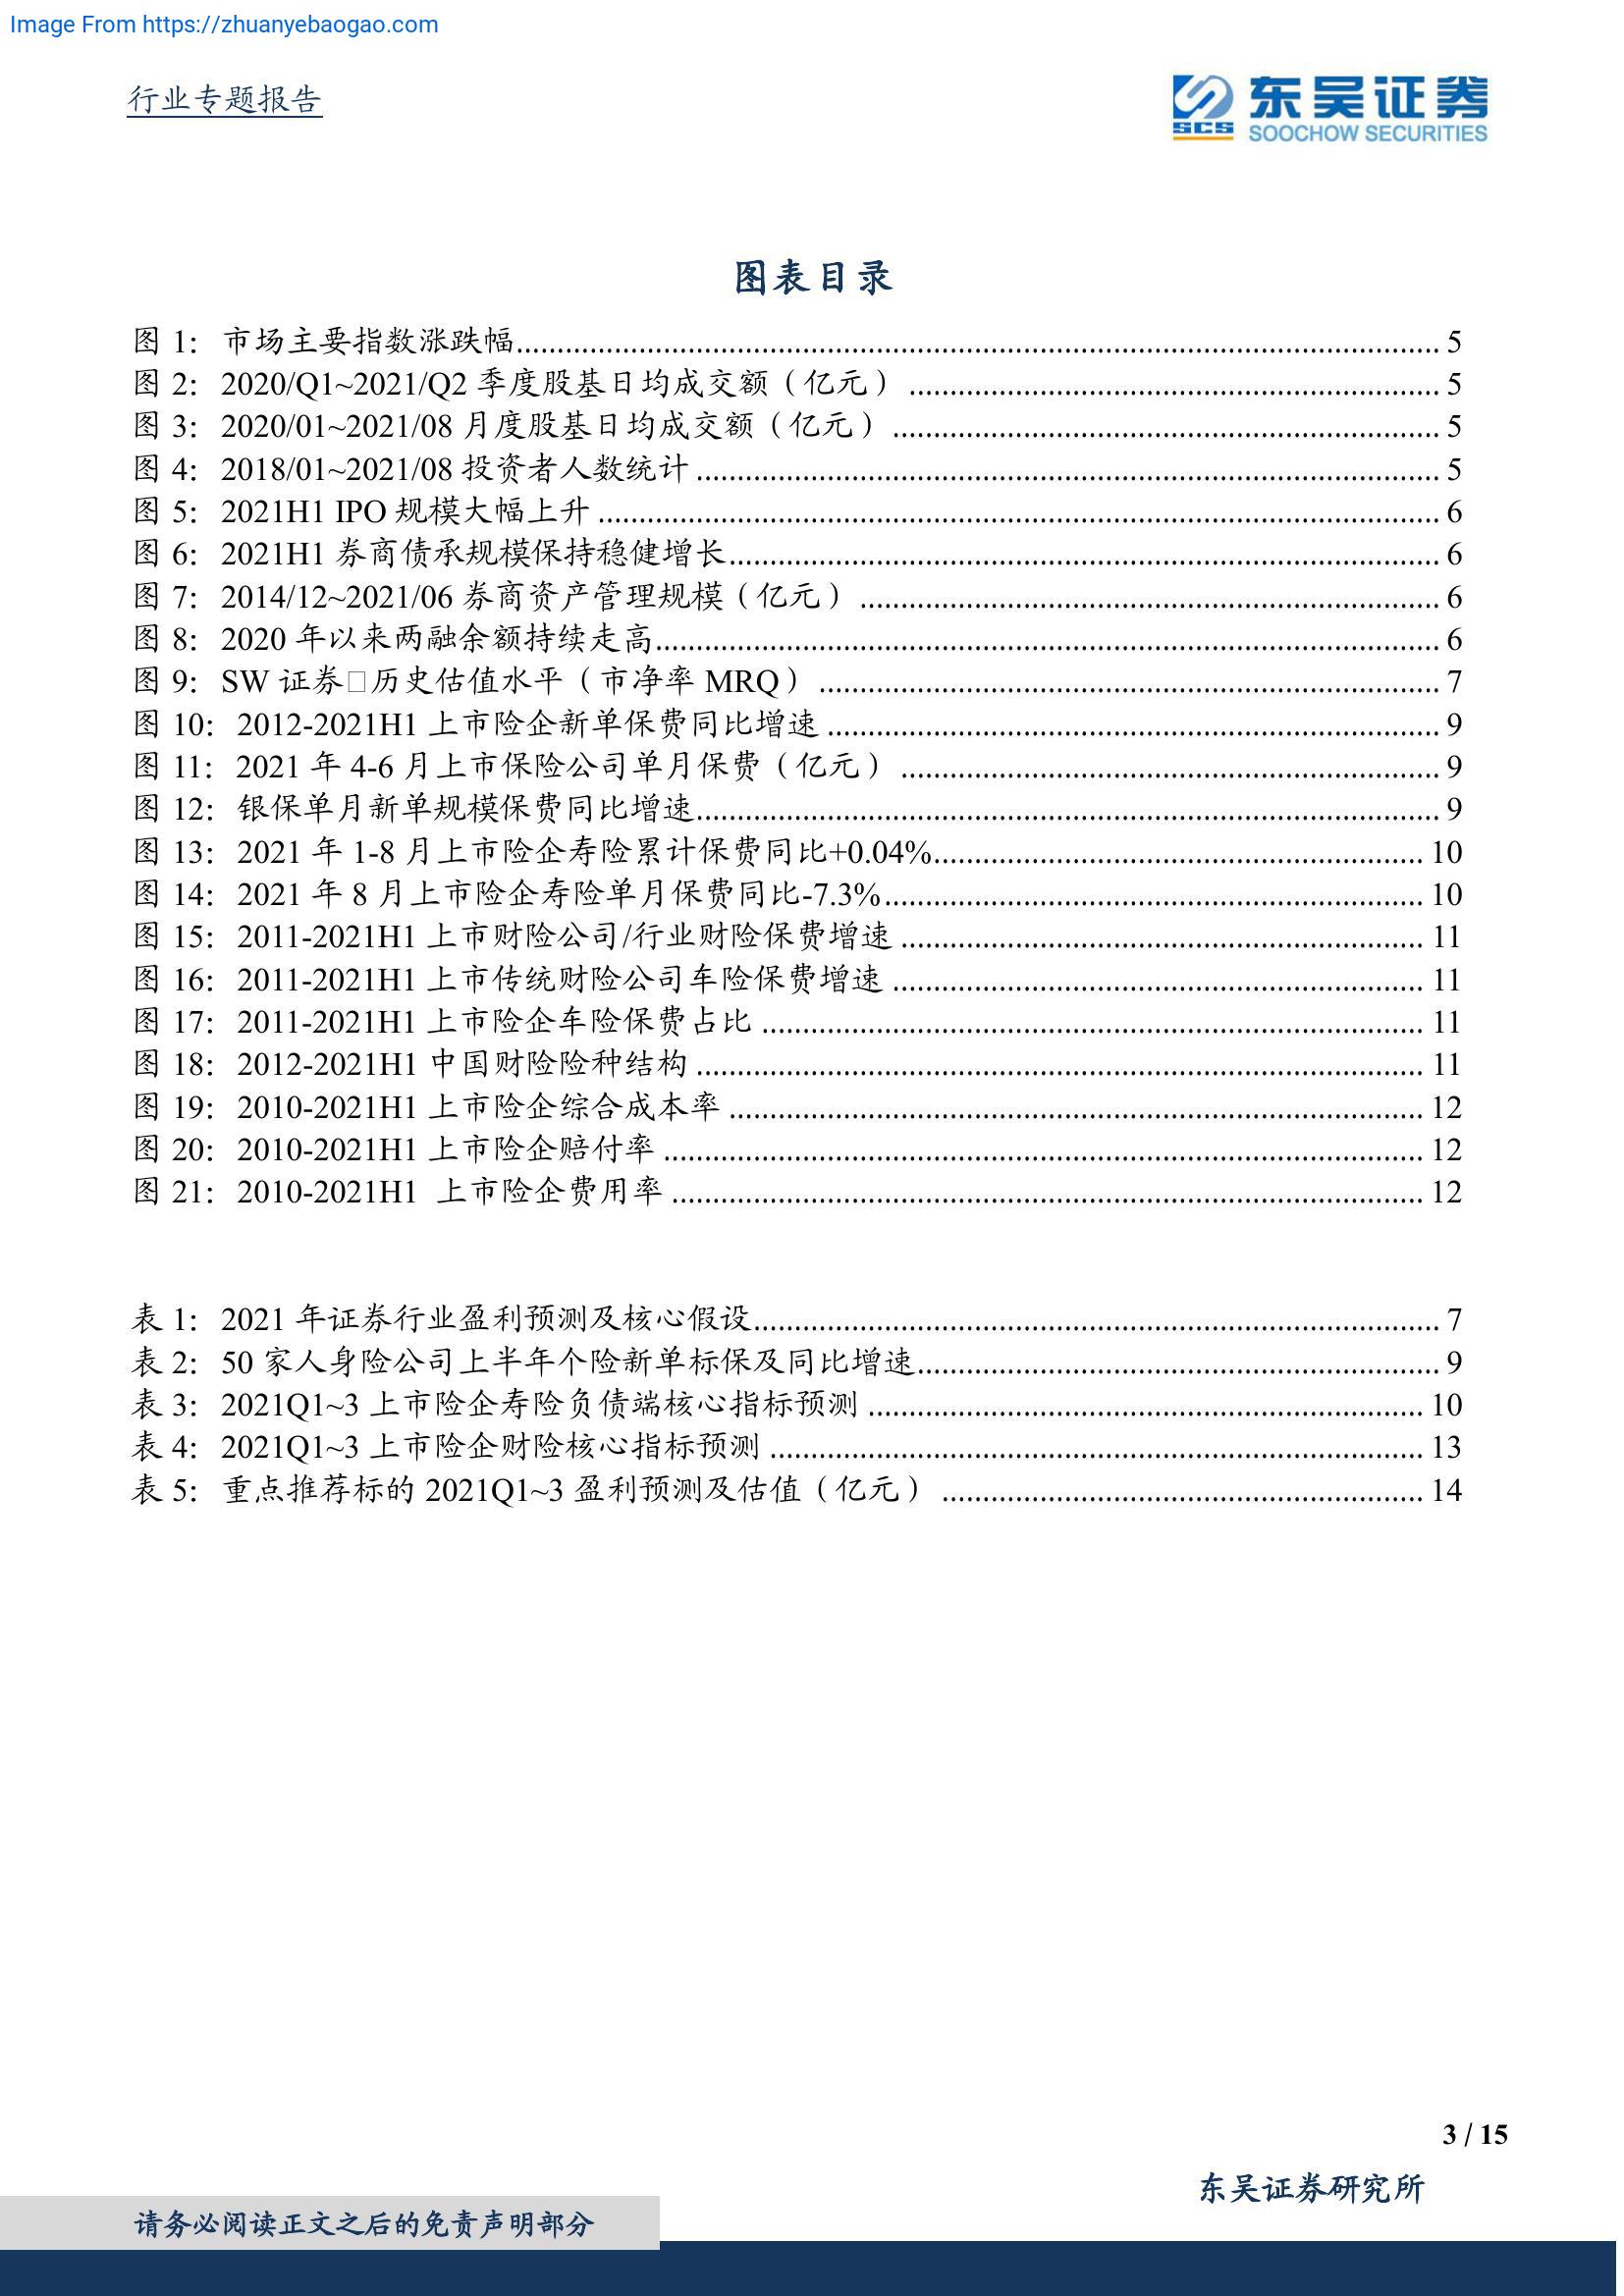 Image From https://zhuanyebaogao.com
行业专题报告
SCS 东吴证券
SOOCHOW SECURITIES
图表目录
图 1: 市场主要指数涨跌幅 5
图 2: 2020/Q1~2021/Q2 季度股基日均成交额（亿元） 5
图 3: 2020/01~2021/08 月度股基日均成交额（亿元） 5
图 4: 2018/01~2021/08 投资者人数统计 5
图 5: 2021H1 IPO 规模大幅上升 6
图 6: 2021H1 券商债承规模保持稳健增长 6
图 7: 2014/12~2021/06 券商资产管理规模（亿元） 6
图 8: 2020 年以来两融余额持续走高 6
图 9: SW 证券□历史估值水平（市净率 MRQ） 7
图 10: 2012-2021H1 上市险企新单保费同比增速 9
图 11: 2021 年 4-6 月上市保险公司单月保费（亿元） 9
图 12: 银保单月新单规模保费同比增速 9
图 13: 2021 年 1-8 月上市险企寿险累计保费同比+0.04% 10
图 14: 2021 年 8 月上市险企寿险单月保费同比-7.3% 10
图 15: 2011-2021H1 上市财险公司/行业财险保费增速 11
图 16: 2011-2021H1 上市传统财险公司车险保费增速 11
图 17: 2011-2021H1 上市险企车险保费占比 11
图 18: 2012-2021H1 中国财险险种结构 11
图 19: 2010-2021H1 上市险企综合成本率 12
图 20: 2010-2021H1 上市险企赔付率 12
图 21: 2010-2021H1 上市险企费用率 12
表 1: 2021 年证券行业盈利预测及核心假设 7
表 2: 50 家人身险公司上半年个险新单标保及同比增速 9
表 3: 2021Q1~3 上市险企寿险负债端核心指标预测 10
表 4: 2021Q1~3 上市险企财险核心指标预测 13
表 5: 重点推荐标的 2021Q1~3 盈利预测及估值（亿元） 14
3 / 15
东吴证券研究所
请务必阅读正文之后的免责声明部分